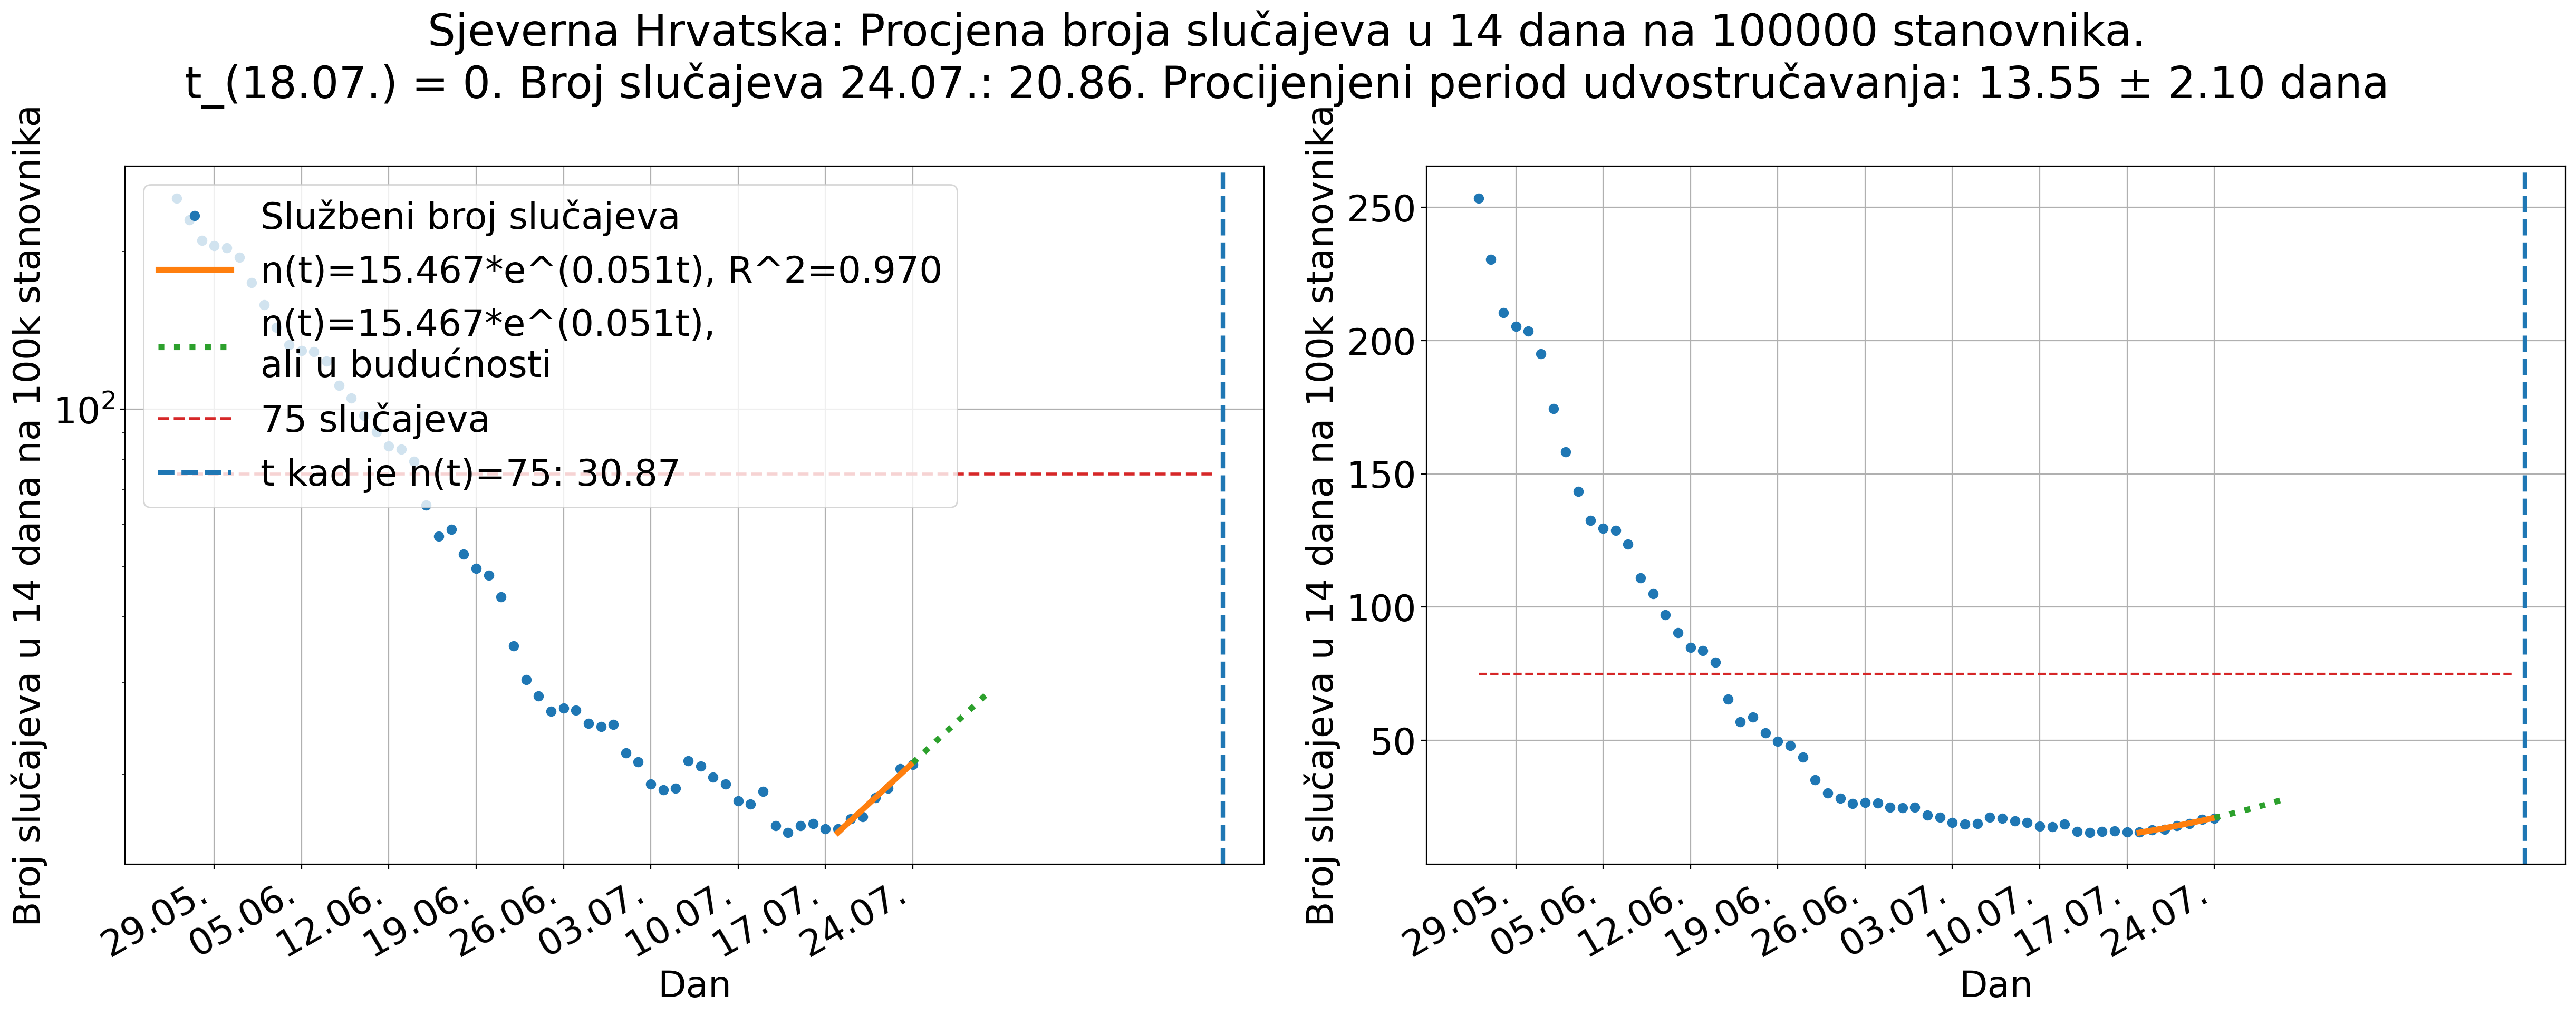 Sjeverna Hrvatska: Procjena broja slučajeva u 14 dana na 100000 stanovnika.
t_(18.07.) = 0. Broj slučajeva 24.07.: 20.86. Procijenjeni period udvostručavanja: 13.55 ± 2.10 dana
Broj slučajeva u 14 dana na 100k stanovnika
10²
Službeni broj slučajeva
n(t)=15.467*e^(0.051t), R^2=0.970
n(t)=15.467*e^(0.051t),
ali u budućnosti
75 slučajeva
t kad je n(t)=75: 30.87
29.05.
05.06.
12.06.
19.06.
26.06.
03.07.
10.07.
17.07.
24.07.
Dan
Broj slučajeva u 14 dana na 100k stanovnika
250
200
150
100
50
29.05.
05.06.
12.06.
19.06.
26.06.
03.07.
10.07.
17.07.
24.07.
Dan